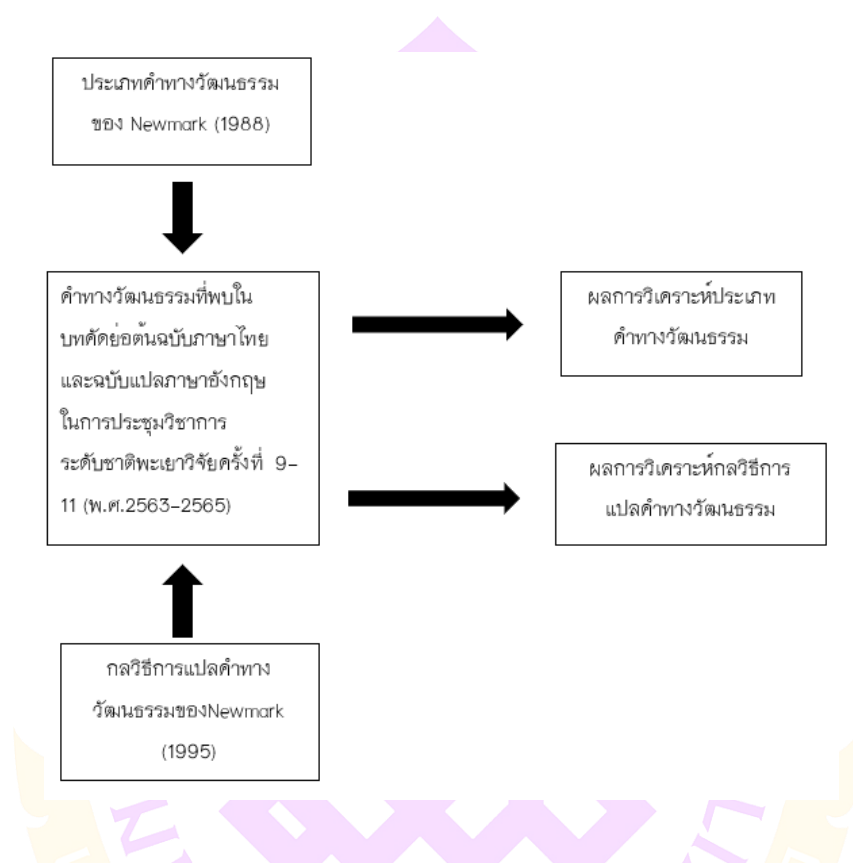 ประเภทคำทางวัฒนธรรม
ของ Newmark (1988)
คำทางวัฒนธรรมที่พบใน
บทคัดย่อต้นฉบับภาษาไทย
และฉบับแปลภาษาอังกฤษ
ในการประชุมวิชาการ
ระดับชาติพะเยาวิจัยครั้งที่ 9-
11 (พ.ศ.2563-2565)
ผลการวิเคราะห์ประเภท
คำทางวัฒนธรรม
ผลการวิเคราะห์กลวิธีการ
แปลคำทางวัฒนธรรม
กลวิธีการแปลคำทาง
วัฒนธรรมของNewmark
(1995)